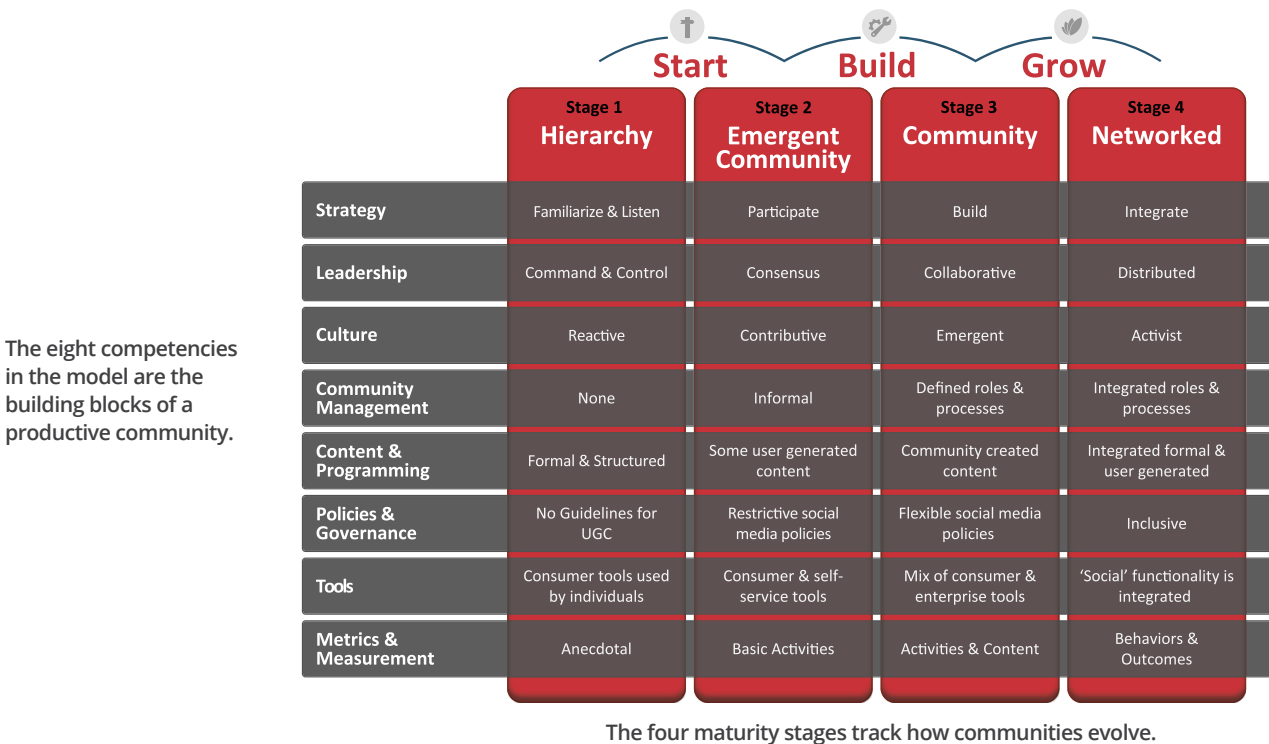 Start
Build
Grow
Stage 1
Hierarchy
Stage 2
Emergent
Community
Stage 3
Community
Stage 4
Networked
The eight competencies
in the model are the
building blocks of a
productive community.
Strategy
Familiarize & Listen
Participate
Build
Integrate
Leadership
Command & Control
Consensus
Collaborative
Distributed
Culture
Reactive
Contributive
Emergent
Activist
Community
Management
None
Informal
Defined roles &
processes
Integrated roles &
processes
Content &
Programming
Formal & Structured
Some user generated
content
Community created
content
Integrated formal &
user generated
Policies &
Governance
No Guidelines for
UGC
Restrictive social
media policies
Flexible social media
policies
Inclusive
Tools
Consumer tools used
by individuals
Consumer & self-
service tools
Mix of consumer &
enterprise tools
‘Social’ functionality is
integrated
Metrics &
Measurement
Anecdotal
Basic Activities
Activities & Content
Behaviors &
Outcomes
The four maturity stages track how communities evolve.